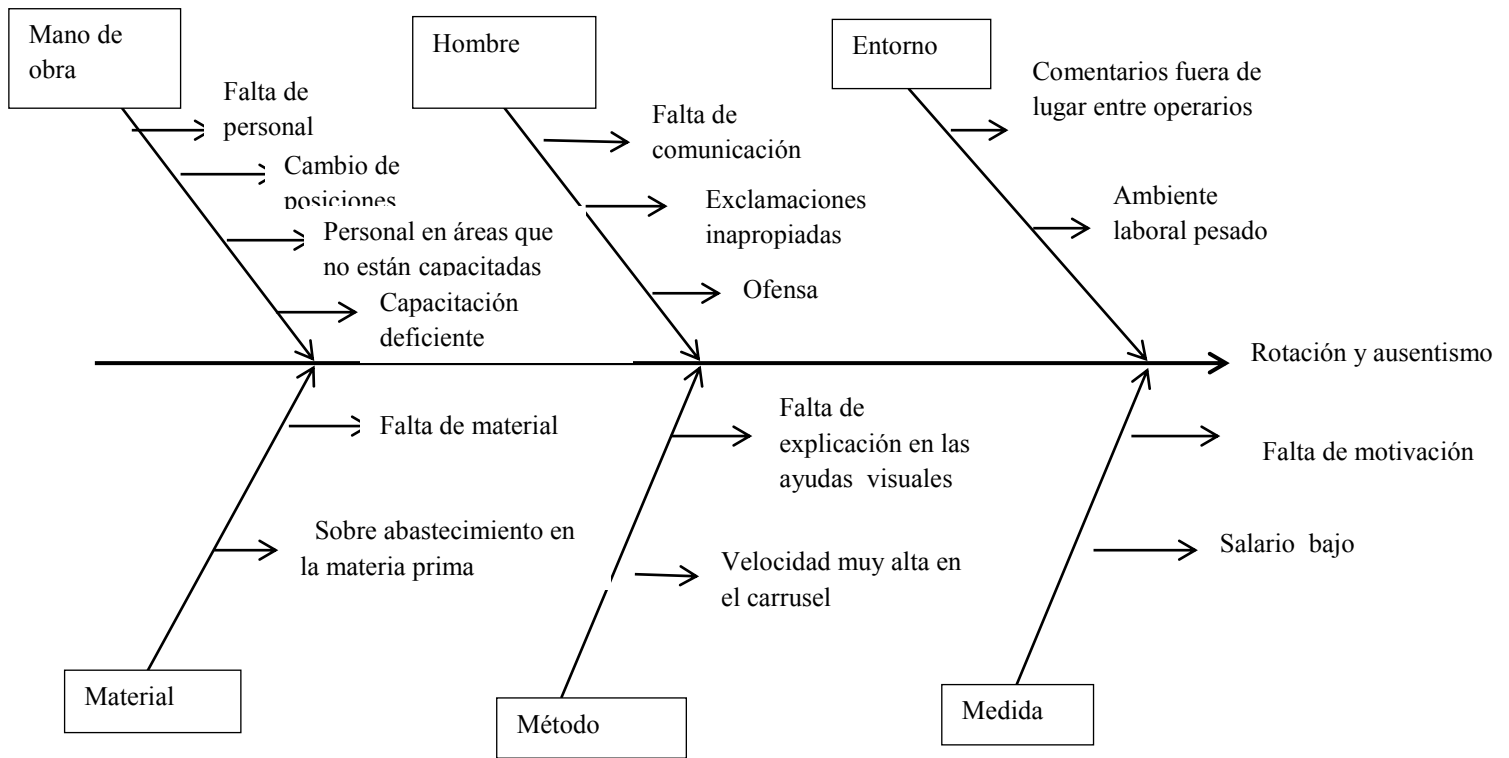 Mano de
obra
Falta de
personal
Cambio de
posiciones
Personal en áreas que
no están capacitadas
Capacitación
deficiente
Hombre
Falta de
comunicación
Exclamaciones
inapropiadas
Ofensa
Entorno
Comentarios fuera de
lugar entre operarios
Ambiente
laboral pesado
Rotación y ausentismo
Falta de material
Sobre abastecimiento en
la materia prima
Material
Falta de
explicación en las
ayudas visuales
Velocidad muy alta en
el carrusel
Método
Falta de motivación
Salario bajo
Medida